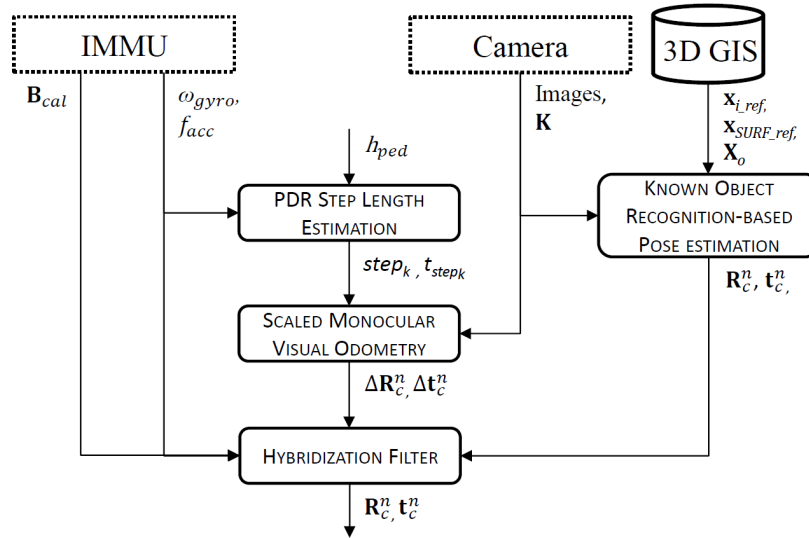 IMMU
Camera
3D GIS
B_cal
ω_gyro,
f_acc
Images,
K
x_i_ref,
x_SURF_ref,
X_o
h_ped
PDR STEP LENGTH
ESTIMATION
KNOWN OBJECT
RECOGNITION-BASED
POSE ESTIMATION
step_k , t_step_k
R_c^n, t_c^n,
SCALED MONOCULAR
VISUAL ODOMETRY
ΔR_c^n, Δt_c^n
HYBRIDIZATION FILTER
R_c^n, t_c^n